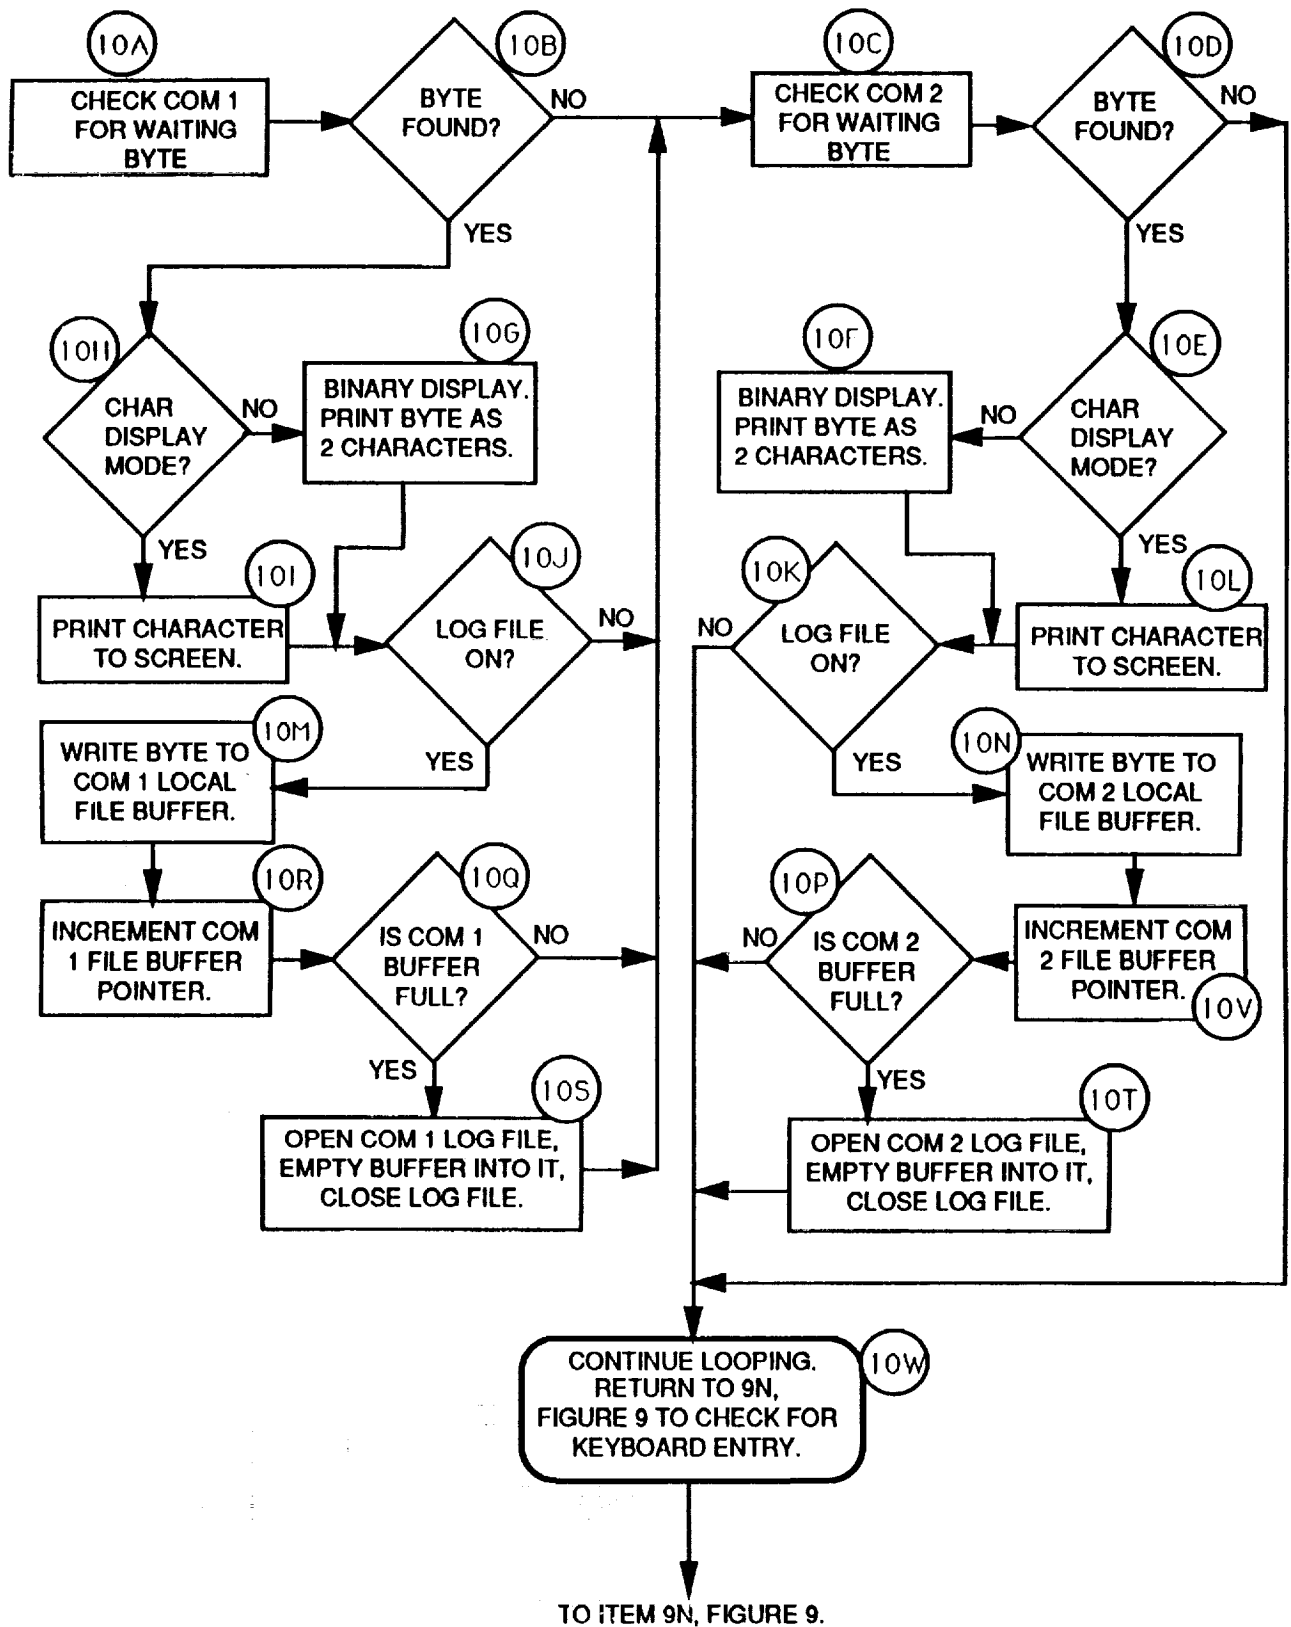 10A
CHECK COM 1
FOR WAITING
BYTE
10B
BYTE
FOUND?
NO
YES
10C
CHECK COM 2
FOR WAITING
BYTE
10D
BYTE
FOUND?
NO
YES
10H
CHAR
DISPLAY
MODE?
NO
YES
10G
BINARY DISPLAY.
PRINT BYTE AS
2 CHARACTERS.
10F
BINARY DISPLAY.
PRINT BYTE AS
2 CHARACTERS.
10E
CHAR
DISPLAY
MODE?
NO
YES
10I
PRINT CHARACTER
TO SCREEN.
10J
LOG FILE
ON?
NO
YES
10K
LOG FILE
ON?
NO
YES
10L
PRINT CHARACTER
TO SCREEN.
10M
WRITE BYTE TO
COM 1 LOCAL
FILE BUFFER.
10N
WRITE BYTE TO
COM 2 LOCAL
FILE BUFFER.
10R
INCREMENT COM
1 FILE BUFFER
POINTER.
10Q
IS COM 1
BUFFER
FULL?
NO
YES
10P
IS COM 2
BUFFER
FULL?
NO
YES
INCREMENT COM
2 FILE BUFFER
POINTER.
10V
10S
OPEN COM 1 LOG FILE,
EMPTY BUFFER INTO IT,
CLOSE LOG FILE.
10T
OPEN COM 2 LOG FILE,
EMPTY BUFFER INTO IT,
CLOSE LOG FILE.
10W
CONTINUE LOOPING.
RETURN TO 9N,
FIGURE 9 TO CHECK FOR
KEYBOARD ENTRY.
TO ITEM 9N, FIGURE 9.